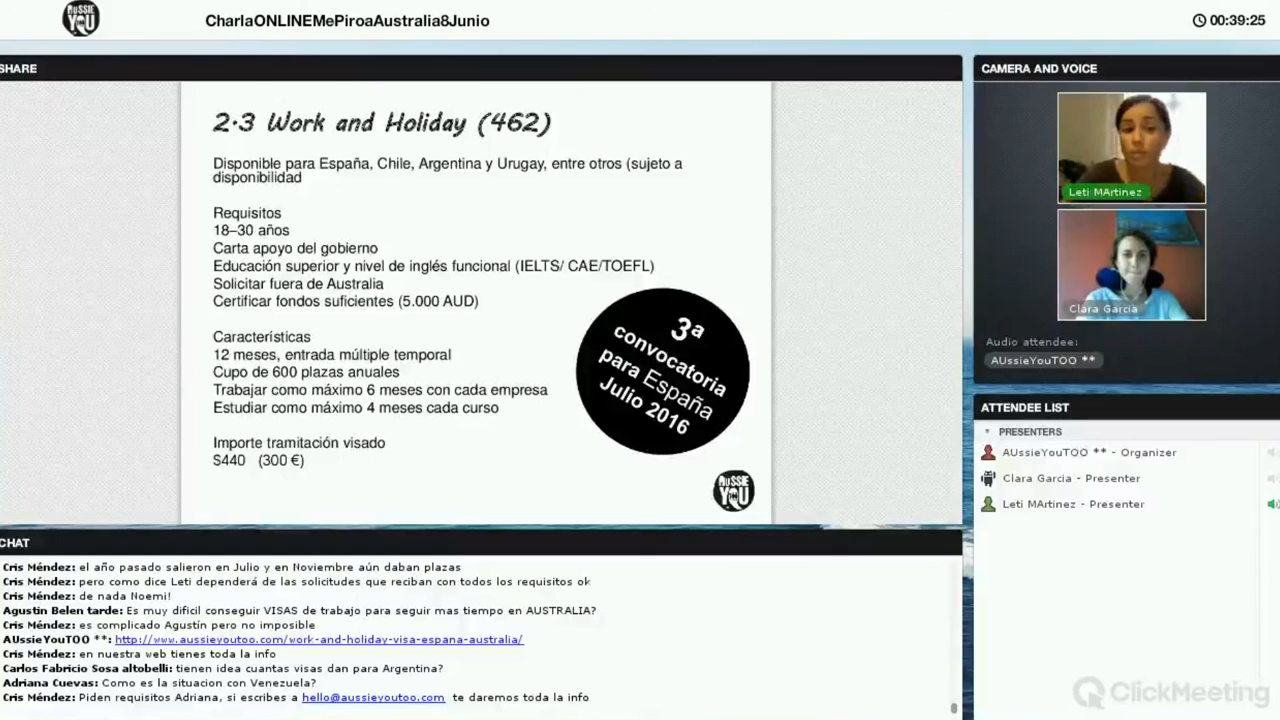 AUSSIE
YOU
CharlaONLINEMePiroaAustralia8Junio
00:39:25
SHARE
2.3 Work and Holiday (462)
Disponible para España, Chile, Argentina y Urugay, entre otros (sujeto a
disponibilidad
Requisitos
18–30 años
Carta apoyo del gobierno
Educación superior y nivel de inglés funcional (IELTS/ CAE/TOEFL)
Solicitar fuera de Australia
Certificar fondos suficientes (5.000 AUD)
Características
12 meses, entrada múltiple temporal
Cupo de 600 plazas anuales
Trabajar como máximo 6 meses con cada empresa
Estudiar como máximo 4 meses cada curso
Importe tramitación visado
$440 (300 €)
3ª
convocatoria
para España
Julio 2016
AUSSIE
YOU
CAMERA AND VOICE
Leti MArtinez
Clara Garcia
Audio attendee:
AUssieYouTOO **
ATTENDEE LIST
PRESENTERS
AUssieYouTOO ** - Organizer
Clara Garcia - Presenter
Leti MArtinez - Presenter
CHAT
Cris Méndez: el año pasado salieron en Julio y en Noviembre aún daban plazas
Cris Méndez: pero como dice Leti dependerá de las solicitudes que reciban con todos los requisitos ok
Cris Méndez: de nada Noemi!
Agustin Belen tarde: Es muy dificil conseguir VISAS de trabajo para seguir mas tiempo en AUSTRALIA?
Cris Méndez: es complicado Agustín pero no imposible
AUssieYouTOO **: http://www.aussieyoutoo.com/work-and-holiday-visa-espana-australia/
Cris Méndez: en nuestra web tienes toda la info
Carlos Fabricio Sosa altobelli: tienen idea cuantas visas dan para Argentina?
Adriana Cuevas: Como es la situacion con Venezuela?
Cris Méndez: Piden requisitos Adriana, si escribes a hello@aussieyoutoo.com te daremos toda la info
ClickMeeting